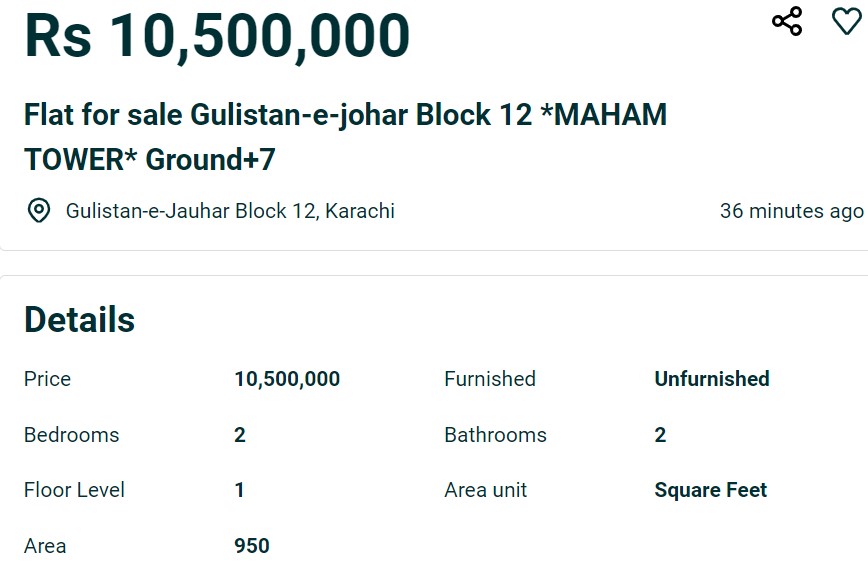 Rs 10,500,000
Flat for sale Gulistan-e-johar Block 12 *MAHAM
TOWER* Ground+7
Gulistan-e-Jauhar Block 12, Karachi 36 minutes ago
Details
Price 10,500,000 Furnished Unfurnished
Bedrooms 2 Bathrooms 2
Floor Level 1 Area unit Square Feet
Area 950